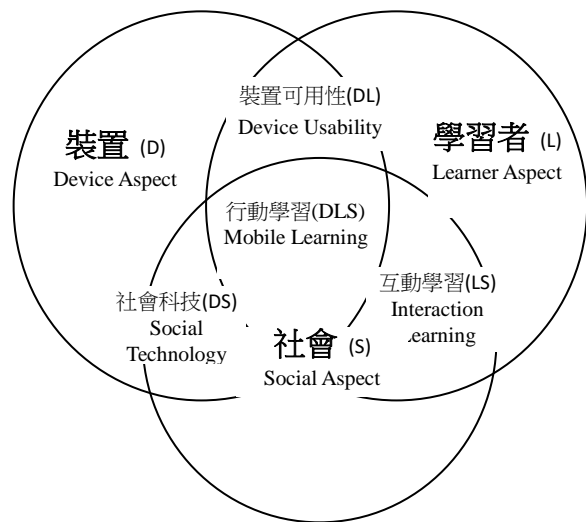 裝置可用性(DL)
Device Usability
裝置 (D)
Device Aspect
學習者 (L)
Learner Aspect
行動學習(DLS)
Mobile Learning
社會科技(DS)
Social
Technology
互動學習(LS)
Interaction
earning
社會 (S)
Social Aspect